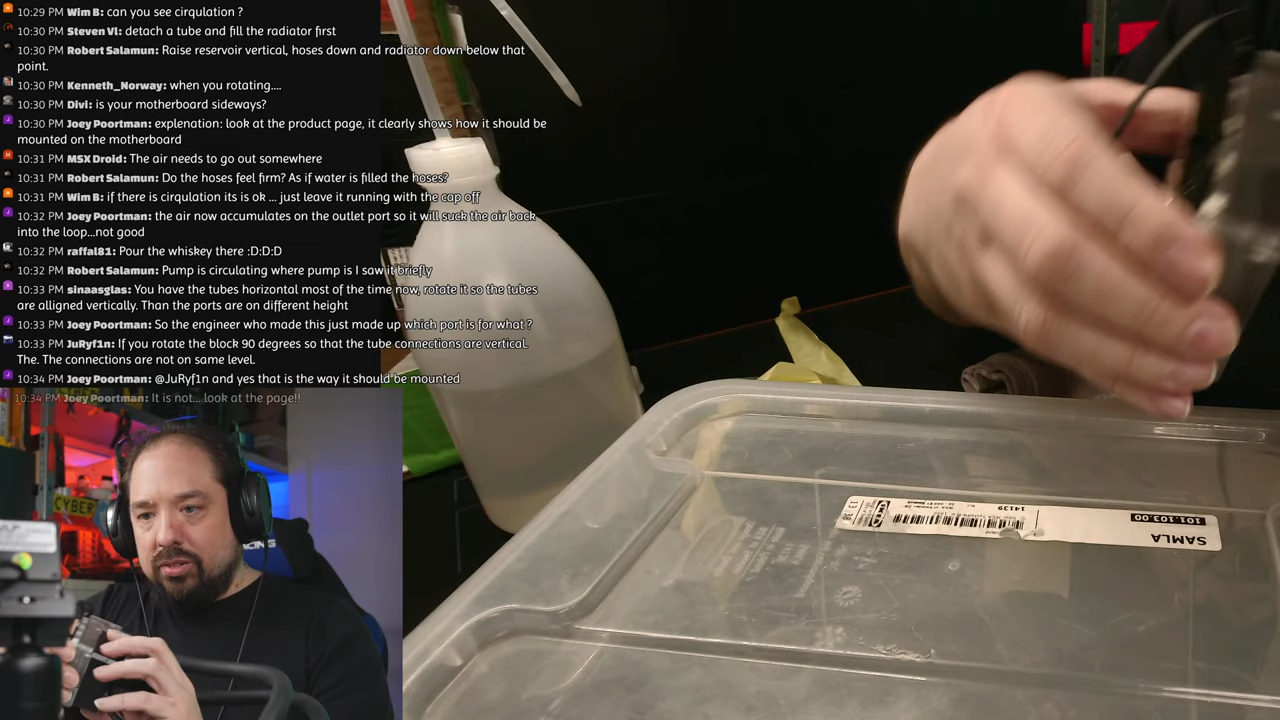 10:29 PM Wim B: can you see cirqulation ?
10:30 PM Steven Vl: detach a tube and fill the radiator first
10:30 PM Robert Salamun: Raise reservoir vertical, hoses down and radiator down below that
point.
10:30 PM Kenneth_Norway: when you rotating....
10:30 PM Divi: is your motherboard sideways?
10:30 PM Joey Poortman: explenation: look at the product page, it clearly shows how it should be
mounted on the motherboard
10:31 PM MSX Droid: The air needs to go out somewhere
10:31 PM Robert Salamun: Do the hoses feel firm? As if water is filled the hoses?
10:31 PM Wim B: if there is cirqulation its is ok ... just leave it running with the cap off
10:32 PM Joey Poortman: the air now accumulates on the outlet port so it will suck the air back
into the loop...not good
10:32 PM raffal81: Pour the whiskey there :D:D:D
10:32 PM Robert Salamun: Pump is circulating where pump is I saw it briefly
10:33 PM sinaasglas: You have the tubes horizontal most of the time now, rotate it so the tubes
are alligned vertically. Than the ports are on different height
10:33 PM Joey Poortman: So the engineer who made this just made up which port is for what ?
10:33 PM JuRyf1n: If you rotate the block 90 degrees so that the tube connections are vertical.
The. The connections are not on same level.
10:34 PM Joey Poortman: @JuRyf1n and yes that is the way it should be mounted
10:34 PM Joey Poortman: It is not... look at the page!!
CYBER
SAMLA
101.103.00
14139